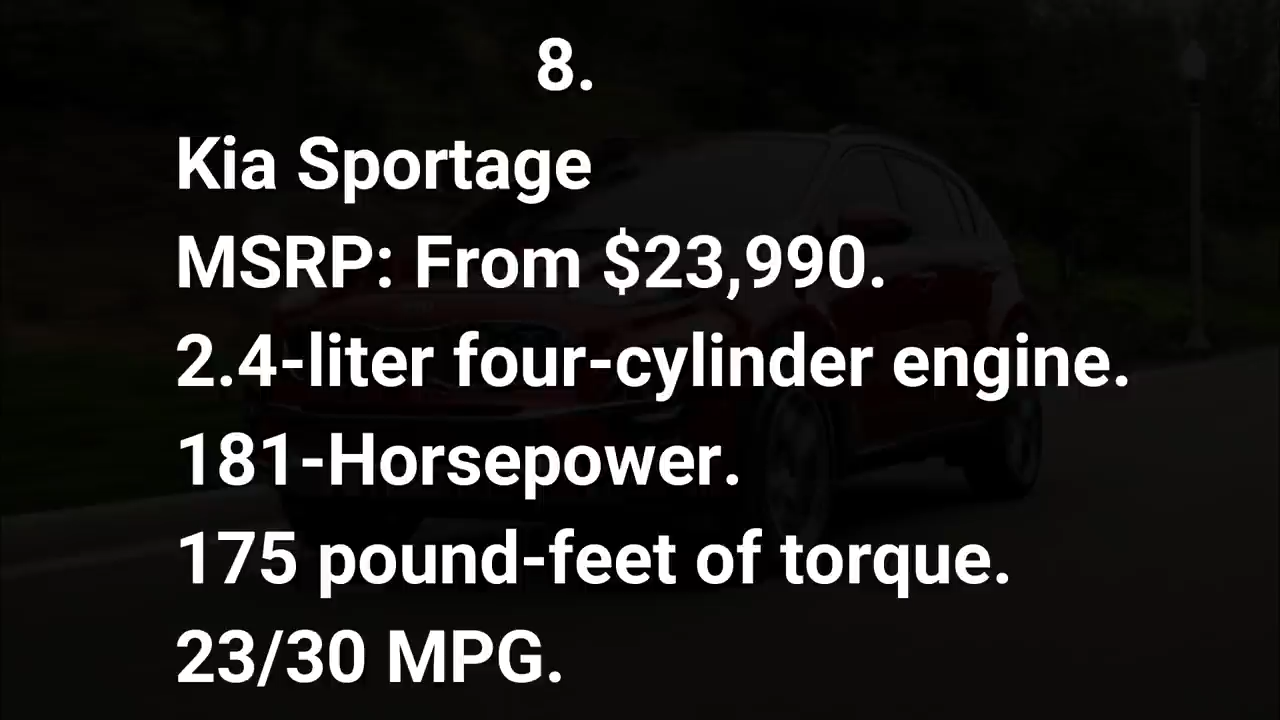 8.
Kia Sportage
MSRP: From $23,990.
2.4-liter four-cylinder engine.
181-Horsepower.
175 pound-feet of torque.
23/30 MPG.